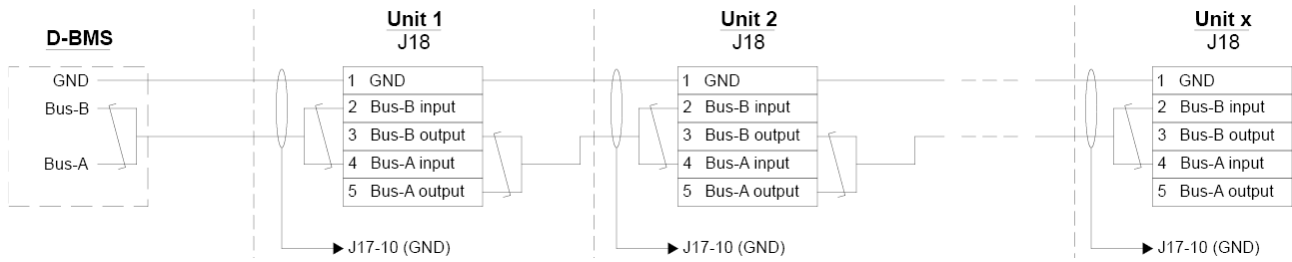 D-BMS
GND
Bus-B
Bus-A
Unit 1
J18
1 GND
2 Bus-B input
3 Bus-B output
4 Bus-A input
5 Bus-A output
J17-10 (GND)
Unit 2
J18
1 GND
2 Bus-B input
3 Bus-B output
4 Bus-A input
5 Bus-A output
J17-10 (GND)
Unit x
J18
1 GND
2 Bus-B input
3 Bus-B output
4 Bus-A input
5 Bus-A output
J17-10 (GND)